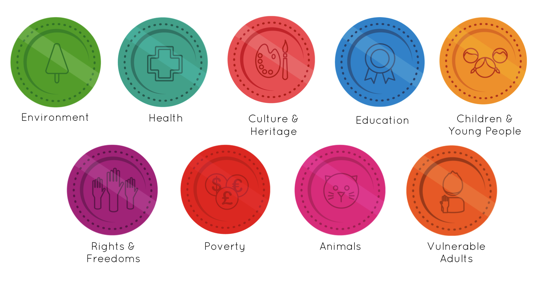 Environment
Health
Culture &
Heritage
Education
Children &
Young People
Rights &
Freedoms
$ € £
Poverty
Animals
Vulnerable
Adults